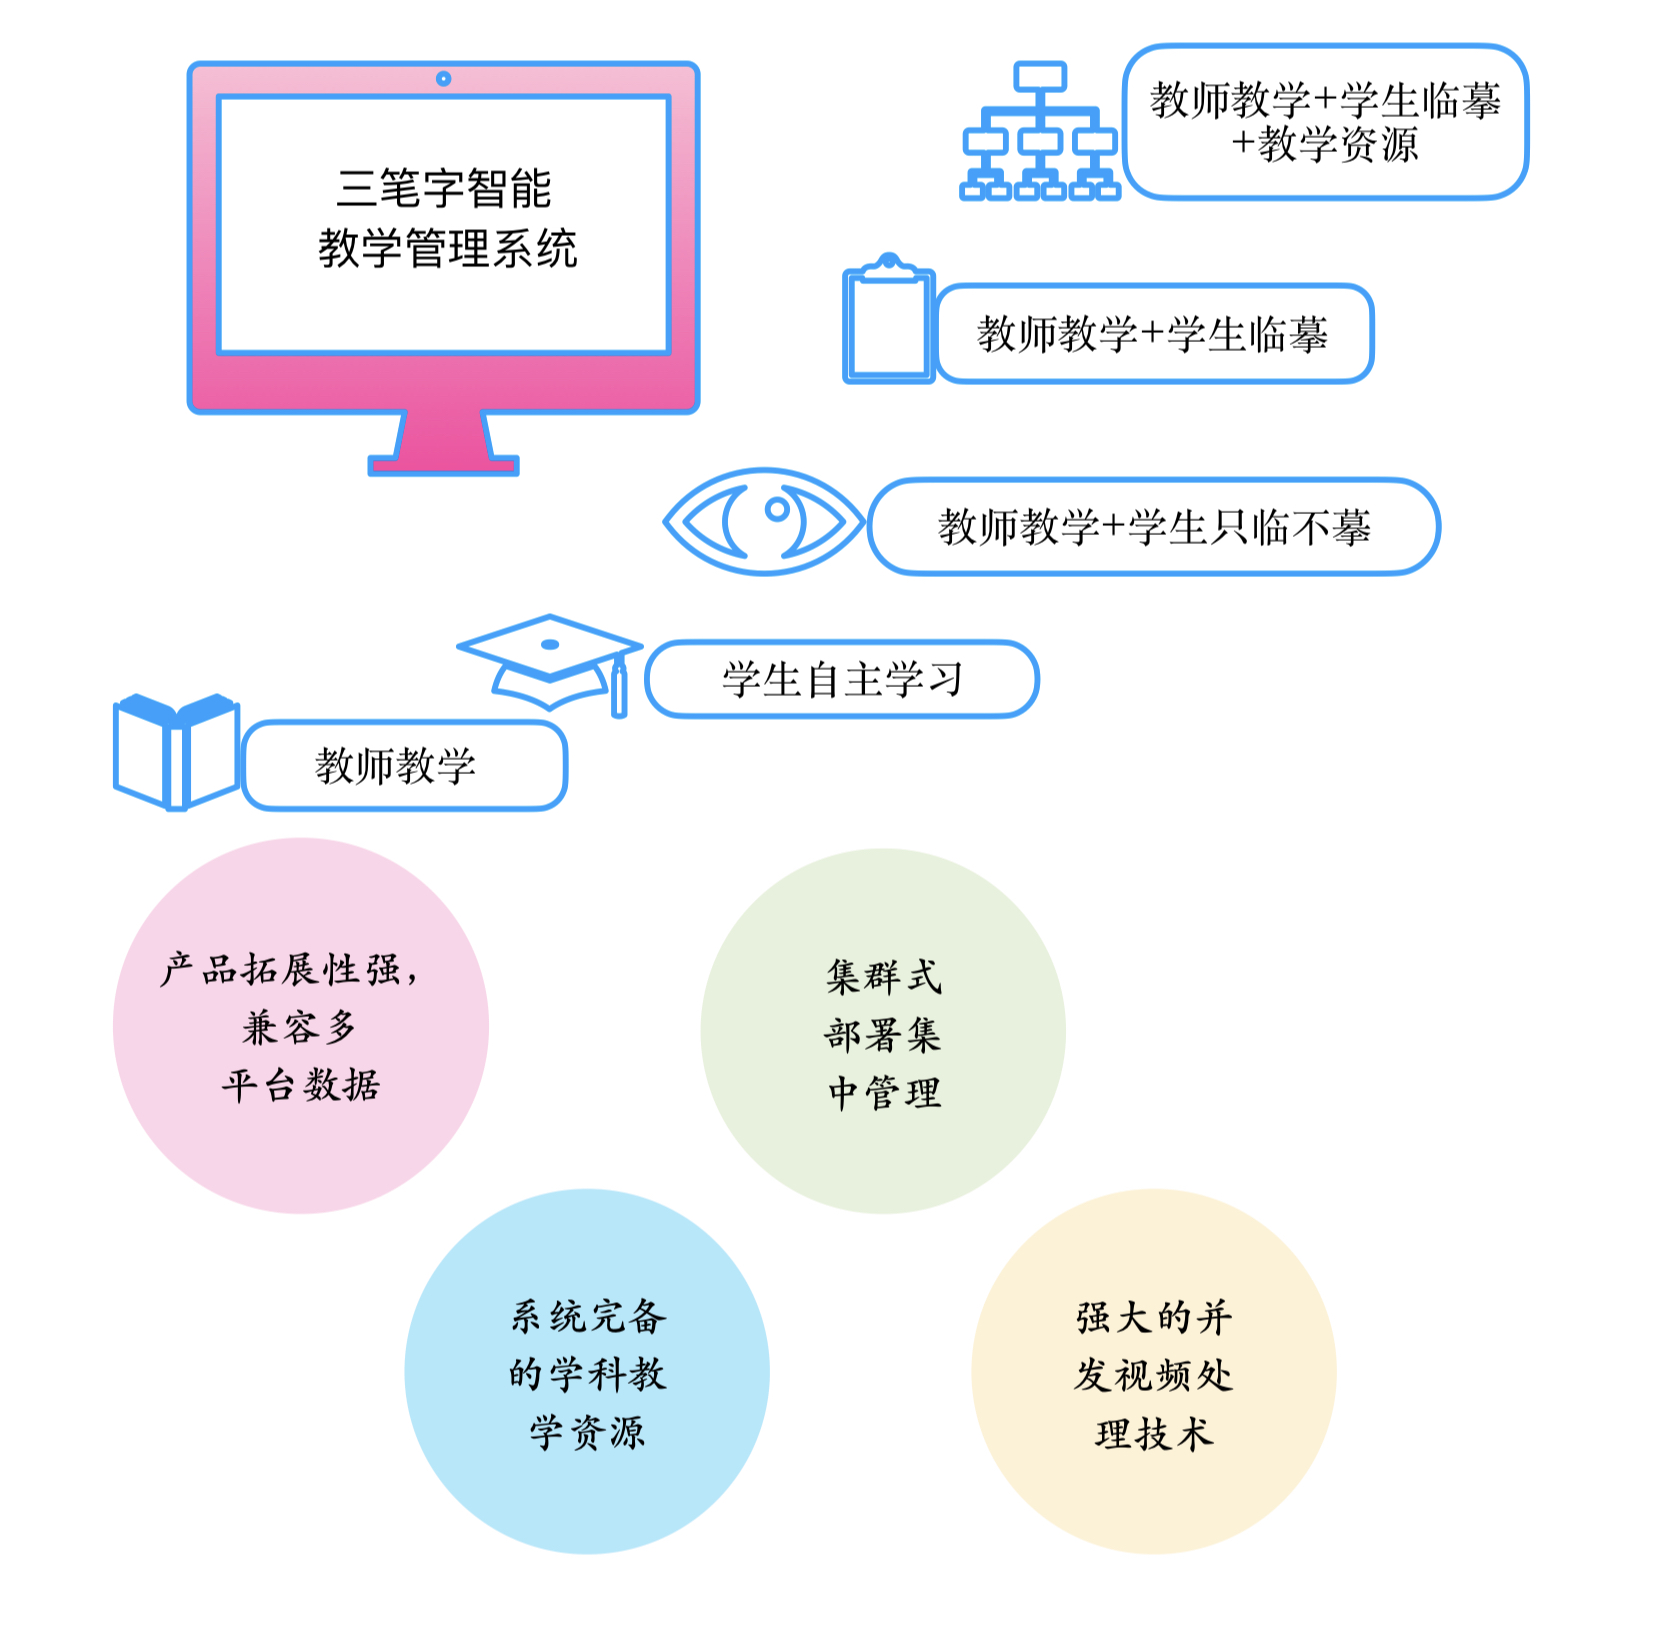 三笔字智能
教学管理系统
教师教学+学生临摹
+教学资源
教师教学+学生临摹
教师教学+学生只临不摹
学生自主学习
教师教学
产品拓展性强，
兼容多
平台数据
集群式
部署集
中管理
系统完备
的学科教
学资源
强大的并
发视频处
理技术